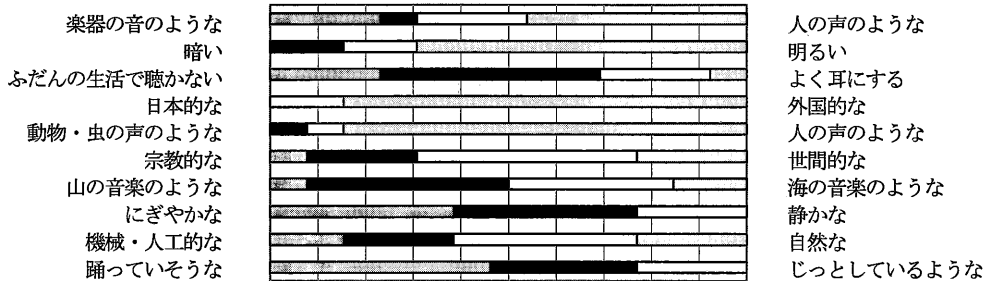 楽器の音のような 人の声のような
暗い 明るい
ふだんの生活で聴かない よく耳にする
日本的な 外国的な
動物・虫の声のような 人の声のような
宗教的な 世間的な
山の音楽のような 海の音楽のような
にぎやかな 静かな
機械・人工的な 自然な
踊っていそうな じっとしているような